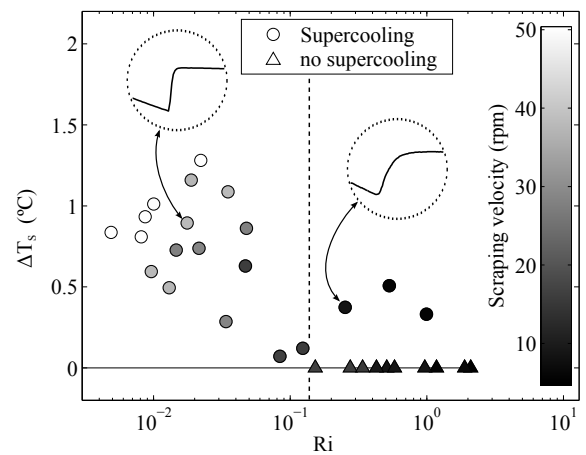 Supercooling
no supercooling
2
1.5
1
0.5
0
ΔT_s (ºC)
10^−2
10^−1
10^0
10^1
Ri
50
40
30
20
10
Scraping velocity (rpm)